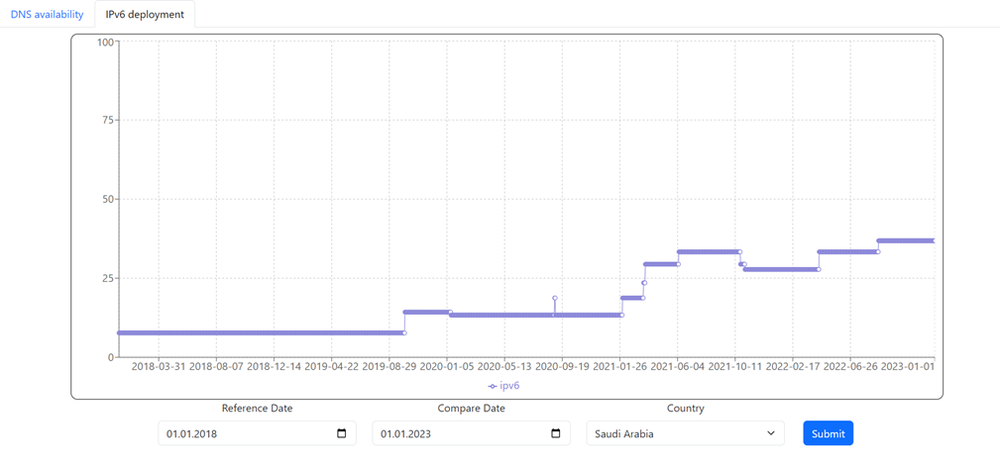 DNS availability
IPv6 deployment
100
75
50
25
0
2018-03-31 2018-08-07 2018-12-14 2019-04-22 2019-08-29 2020-01-05 2020-05-13 2020-09-19 2021-01-26 2021-06-04 2021-10-11 2022-02-17 2022-06-26 2023-01-01
ipv6
Reference Date
Compare Date
Country
01.01.2018
01.01.2023
Saudi Arabia
Submit